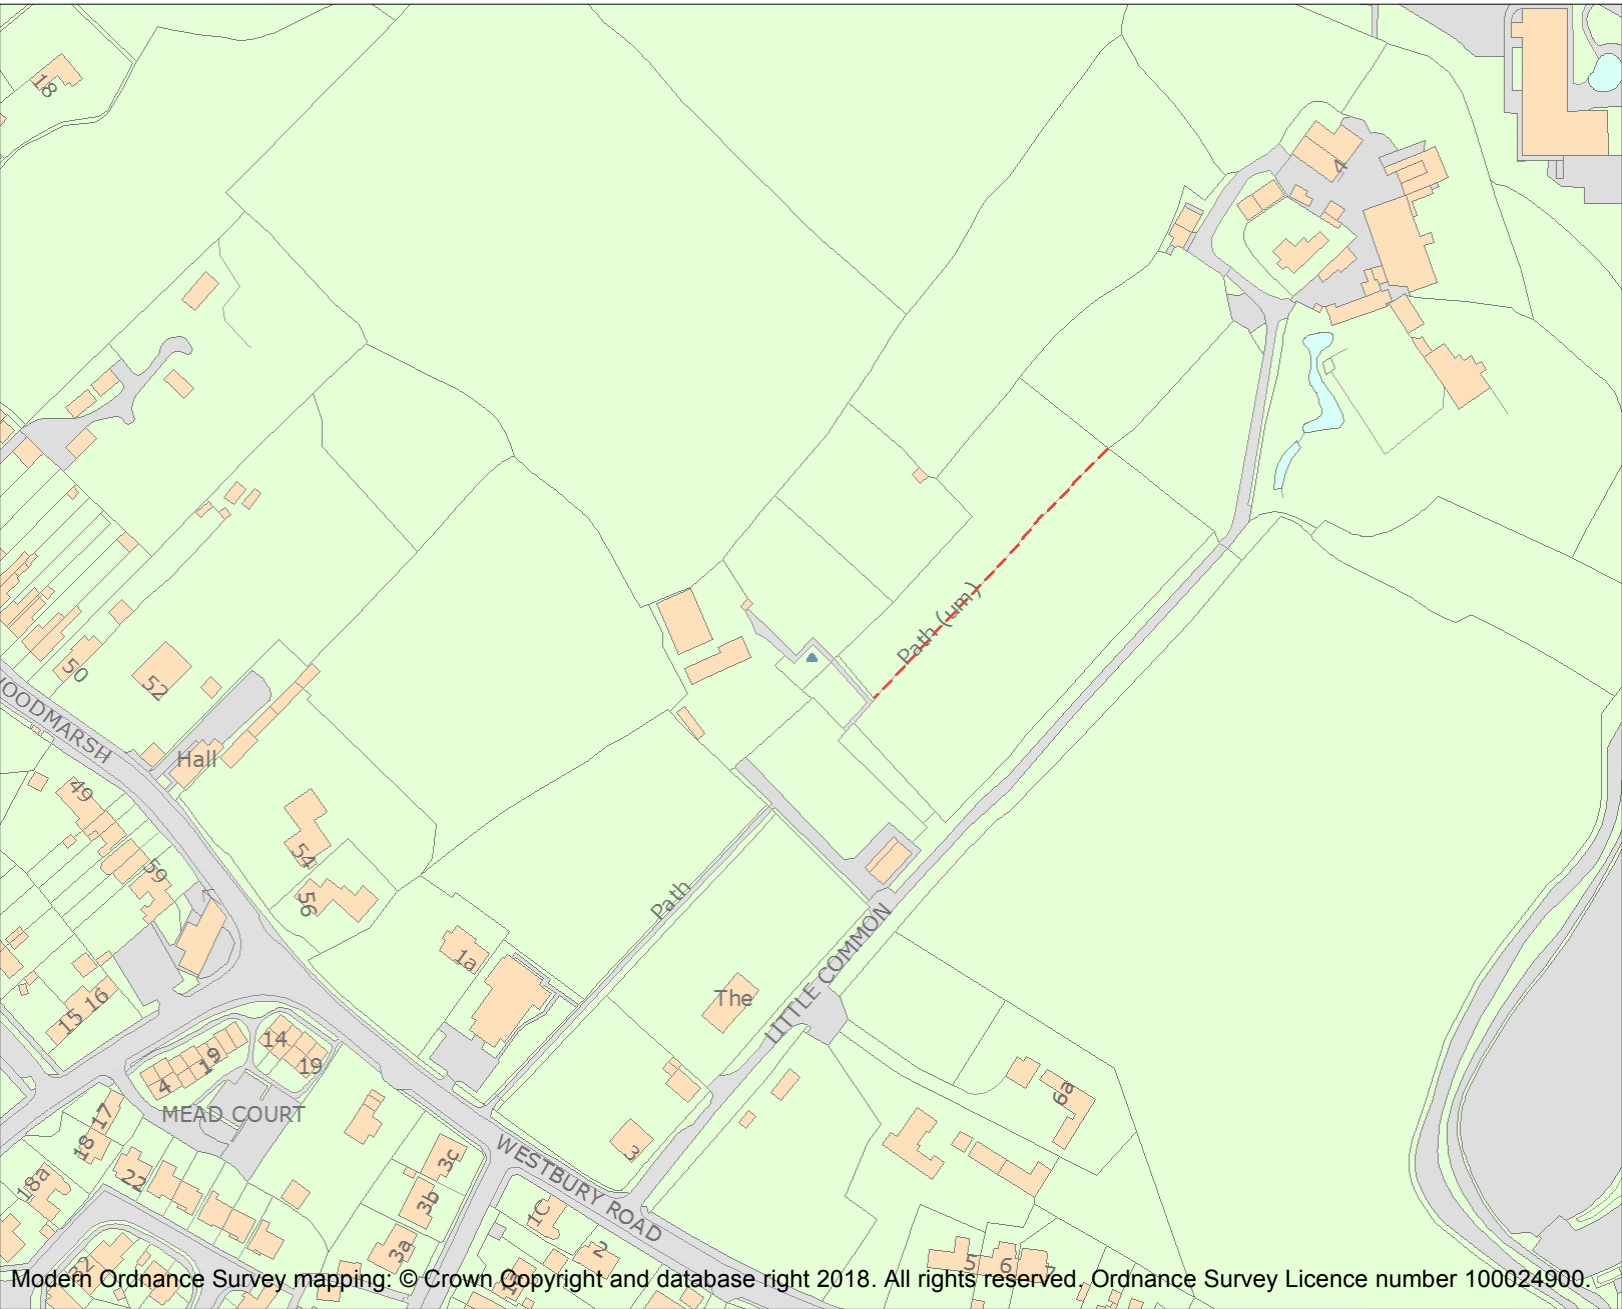 18
4
50
52
WOODMARSH
Hall
49
59
54
56
Path (um)
Path
1a
The
LITTLE COMMON
15 16
14
19
4
19
6a
MEAD COURT
18 17
22
18a
3c
3b
3a
3
WESTBURY ROAD
1C
2
5
6
7
32
Modern Ordnance Survey mapping: © Crown Copyright and database right 2018. All rights reserved. Ordnance Survey Licence number 100024900.